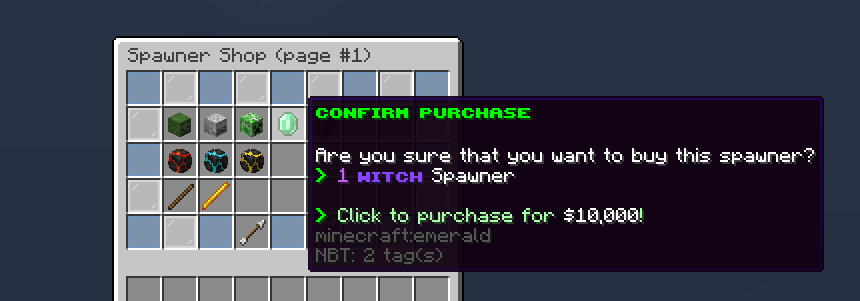 Spawner Shop (page #1)
CONFIRM PURCHASE
Are you sure that you want to buy this spawner?
> 1 WITCH Spawner
> Click to purchase for $10,000!
minecraft:emerald
NBT: 2 tag(s)